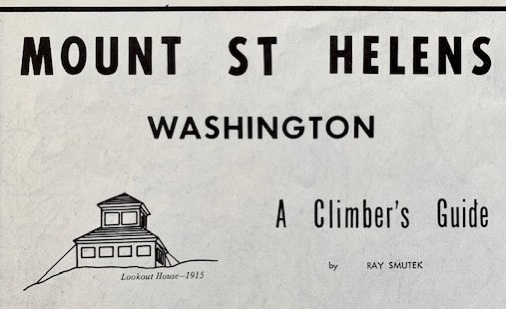 MOUNT ST HELENS
WASHINGTON
A Climber's Guide
by RAY SMUTEK
Lookout House—1915